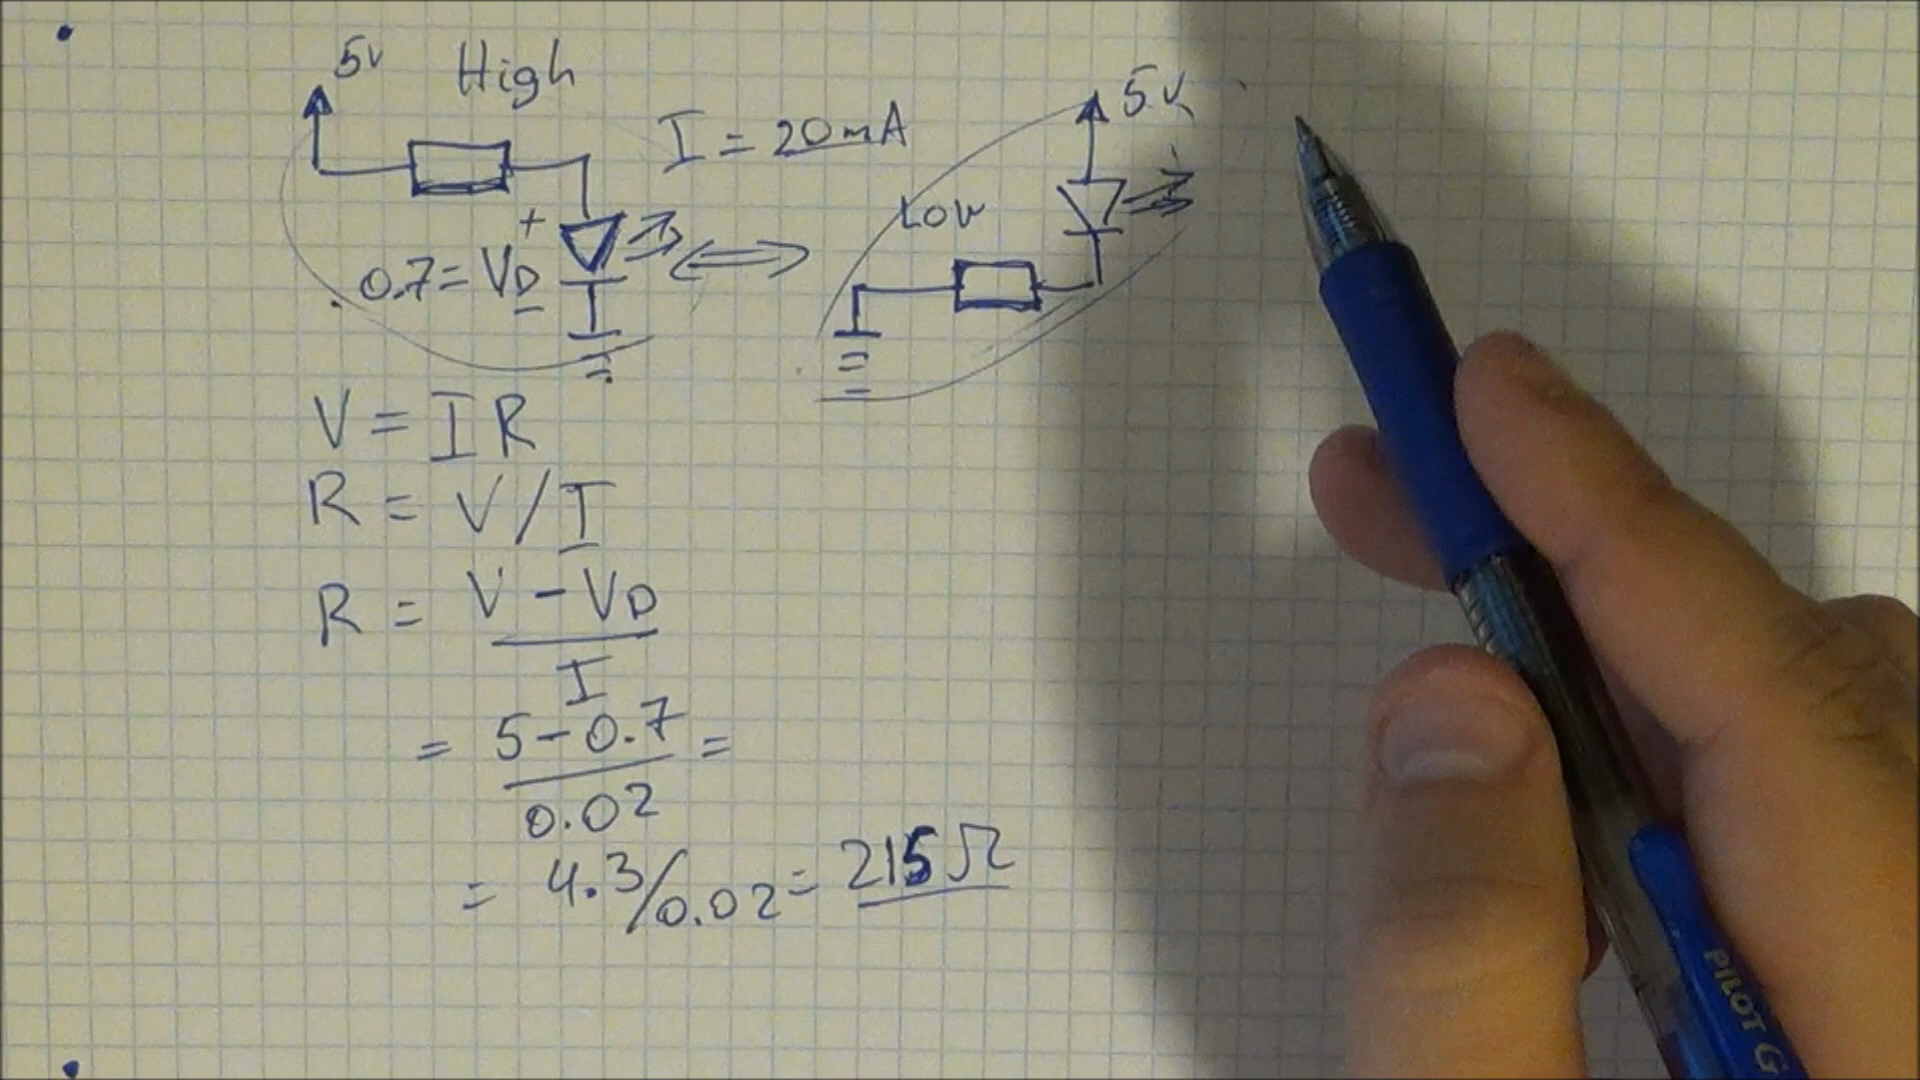 5v High
I = 20mA
5V
+
Low
0.7 = VD
V = I R
R = V/I
R = V - VD
I
= 5 - 0.7 =
0.02
= 4.3/0.02 = 215Ω
PILOT G